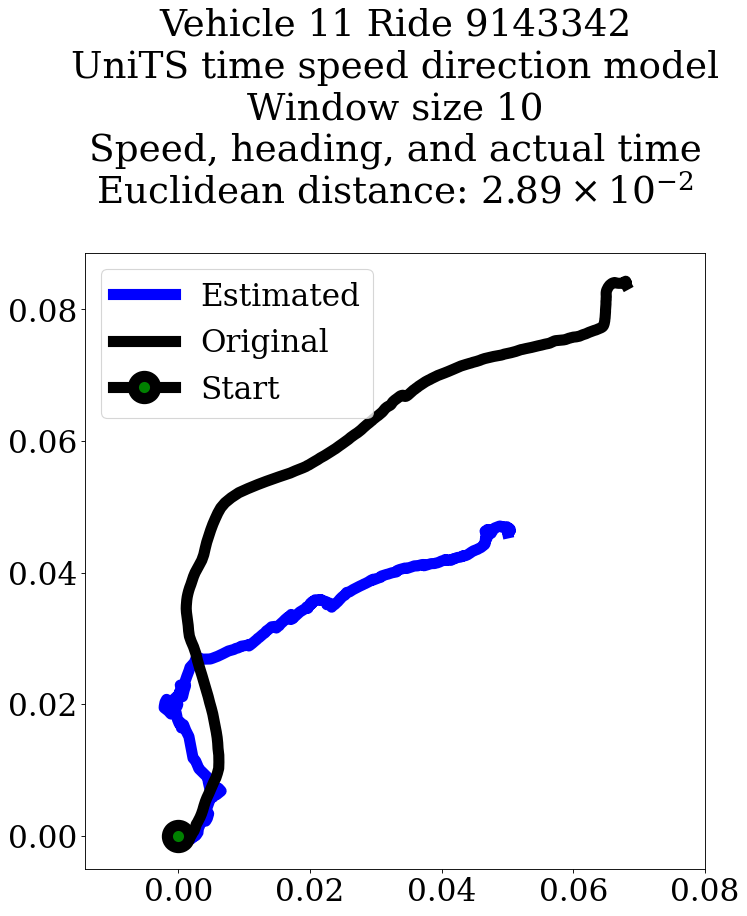 Vehicle 11 Ride 9143342
UniTS time speed direction model
Window size 10
Speed, heading, and actual time
Euclidean distance: 2.89 × 10⁻²
Estimated
Original
Start
0.08
0.06
0.04
0.02
0.00
0.00 0.02 0.04 0.06 0.08